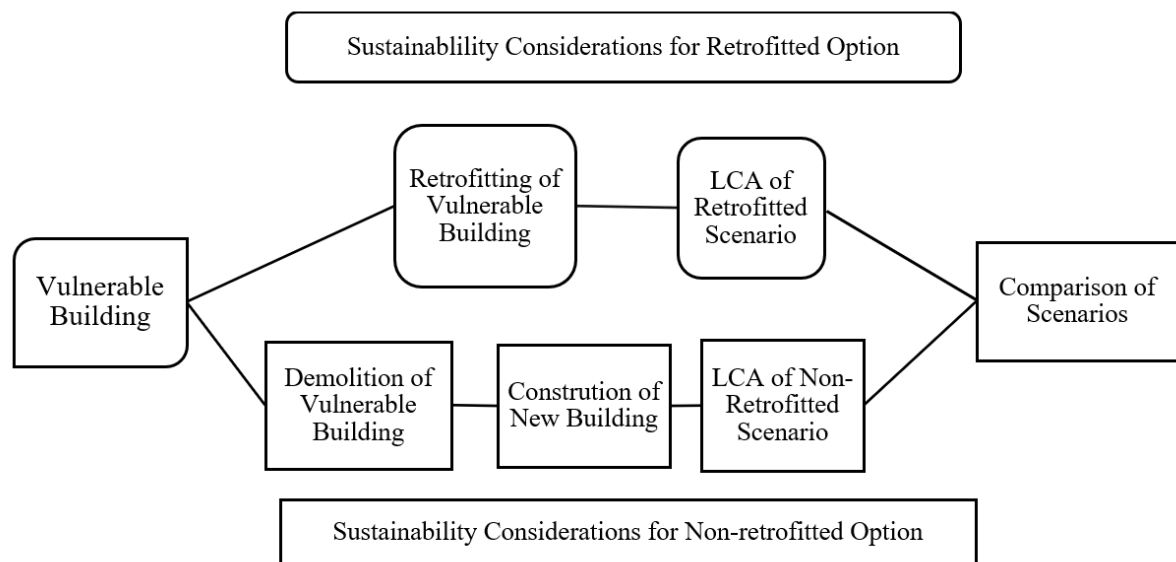 Sustainablility Considerations for Retrofitted Option
Retrofitting of
Vulnerable
Building
LCA of
Retrofitted
Scenario
Vulnerable
Building
Comparison of
Scenarios
Demolition of
Vulnerable
Building
Constrution of
New Building
LCA of Non-
Retrofitted
Scenario
Sustainability Considerations for Non-retrofitted Option